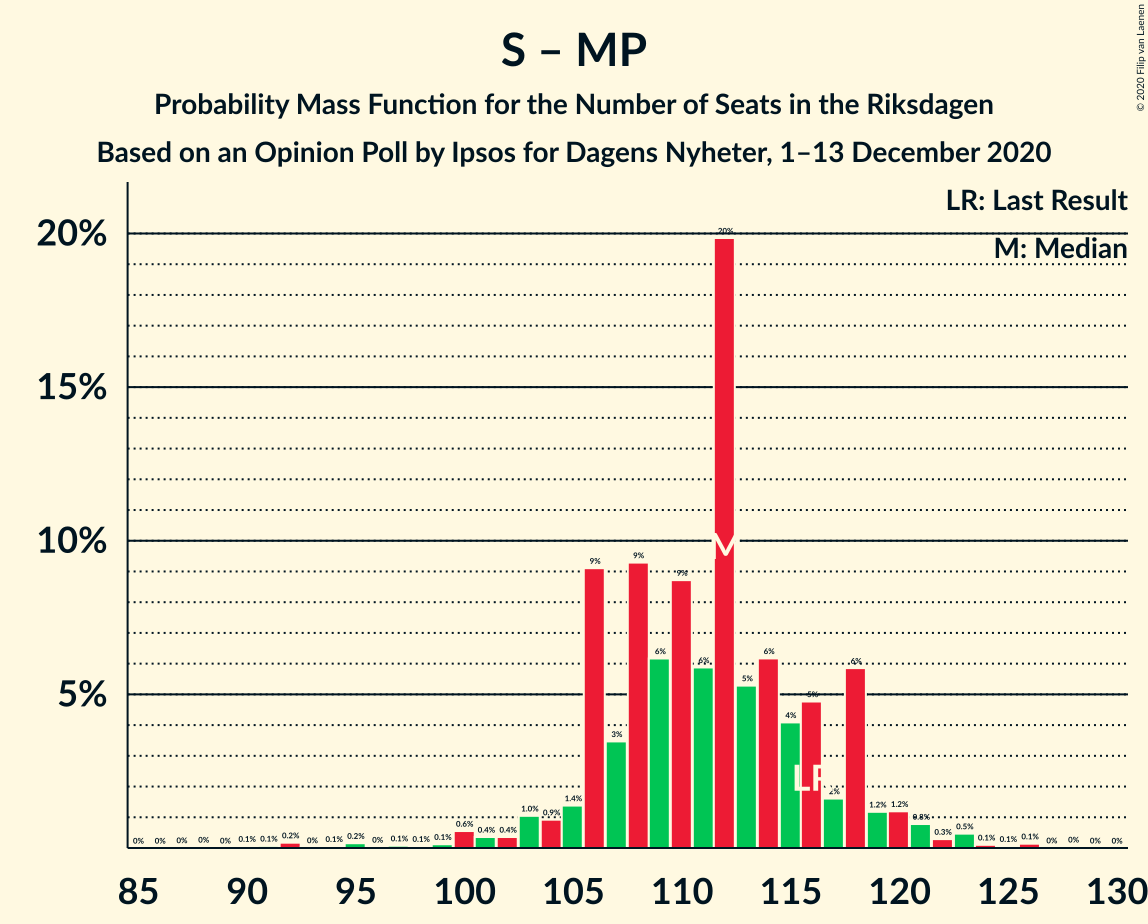 S – MP
Probability Mass Function for the Number of Seats in the Riksdagen
Based on an Opinion Poll by Ipsos for Dagens Nyheter, 1–13 December 2020
© 2020 Filip van Laenen
LR: Last Result
M: Median
20%
15%
10%
5%
0% 0% 0% 0% 0% 0.1% 0.1% 0.2% 0% 0.1% 0.2% 0% 0.1% 0.1% 0.1% 0.6% 0.4% 0.4% 1.0% 0.9% 1.4% 9% 3% 9% 6% 9% 6% 20% 5% 6% 4% 5% 2% 6% 1.2% 1.2% 0.8% 0.3% 0.5% 0.1% 0.1% 0.1% 0% 0% 0% 0%
M
LR
85 90 95 100 105 110 115 120 125 130